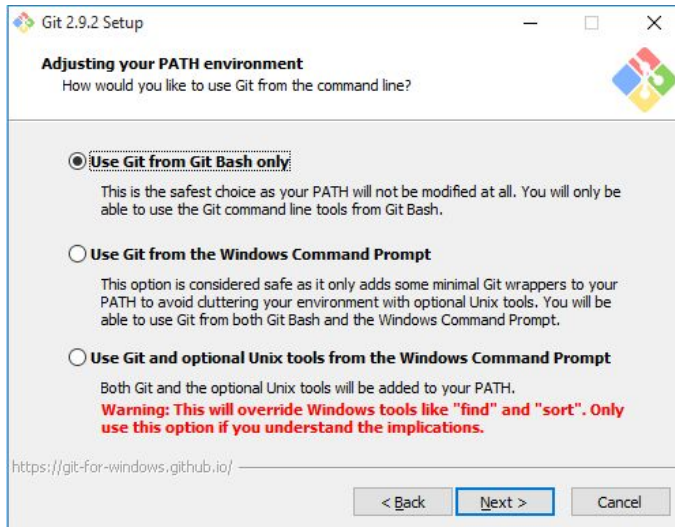 Git 2.9.2 Setup
Adjusting your PATH environment
How would you like to use Git from the command line?
Use Git from Git Bash only
This is the safest choice as your PATH will not be modified at all. You will only be
able to use the Git command line tools from Git Bash.
Use Git from the Windows Command Prompt
This option is considered safe as it only adds some minimal Git wrappers to your
PATH to avoid cluttering your environment with optional Unix tools. You will be
able to use Git from both Git Bash and the Windows Command Prompt.
Use Git and optional Unix tools from the Windows Command Prompt
Both Git and the optional Unix tools will be added to your PATH.
Warning: This will override Windows tools like "find" and "sort". Only
use this option if you understand the implications.
https://git-for-windows.github.io/
< Back Next > Cancel